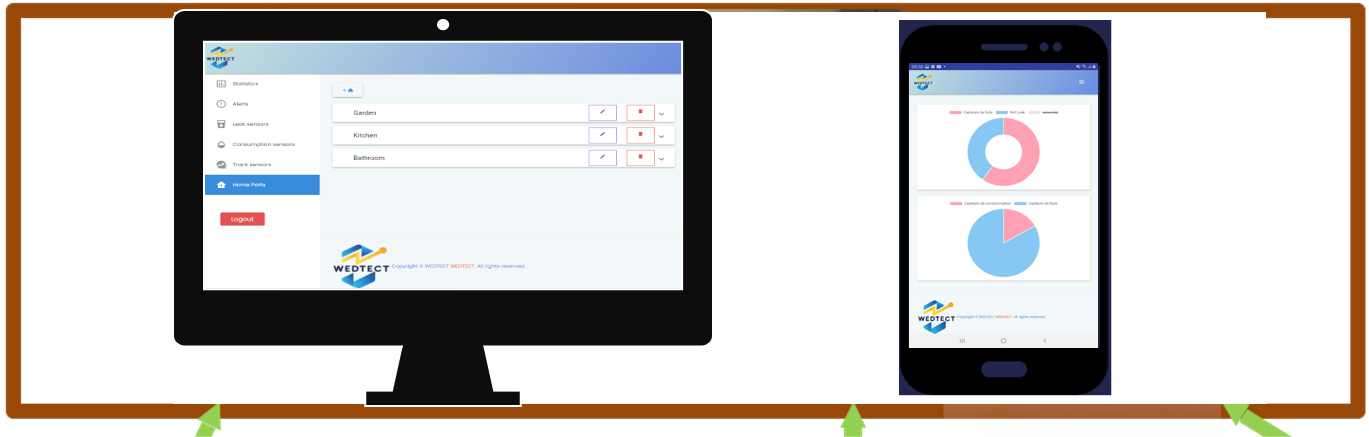 WEDTECT
Statistics
Alerts
Leak sensors
Consumption sensors
Track sensors
Home Parts
Logout
Garden
Kitchen
Bathroom
WEDTECT
Copyright © WEDTECT WEDTECT. All rights reserved.
WEDTECT
Capteurs de fuite Not Leak
Capteurs de consommation Capteurs de fuite
WEDTECT
Copyright © WEDTECT WEDTECT. All rights reserved.